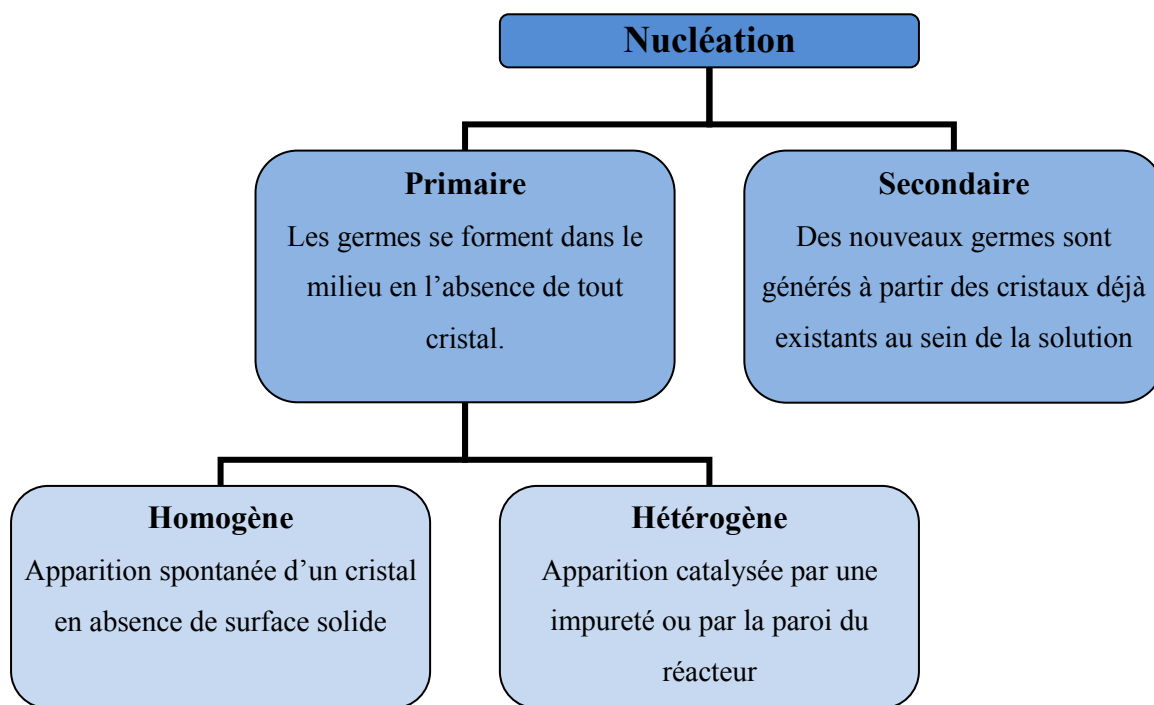 Nucléation
Primaire
Les germes se forment dans le
milieu en l’absence de tout
cristal.
Secondaire
Des nouveaux germes sont
générés à partir des cristaux déjà
existants au sein de la solution
Homogène
Apparition spontanée d’un cristal
en absence de surface solide
Hétérogène
Apparition catalysée par une
impureté ou par la paroi du
réacteur